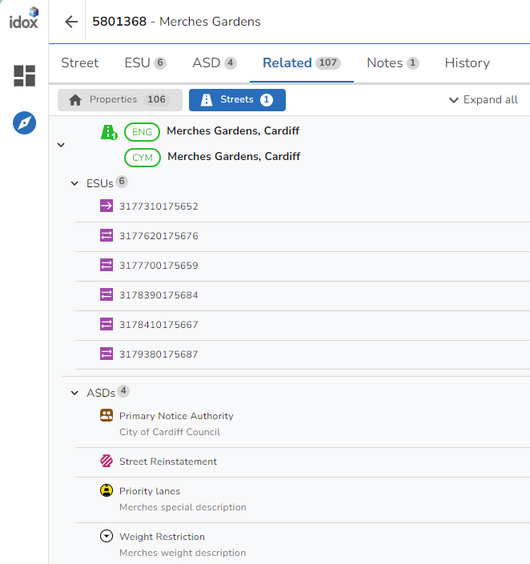 idox
5801368 - Merches Gardens
Street ESU 6 ASD 4 Related 107 Notes 1 History
Properties 106 Streets 1 Expand all
1 ENG Merches Gardens, Cardiff
CYM Merches Gardens, Cardiff
ESUs 6
3177310175652
3177620175676
3177700175659
3178390175684
3178410175667
3179380175687
ASDs 4
Primary Notice Authority
City of Cardiff Council
Street Reinstatement
Priority lanes
Merches special description
Weight Restriction
Merches weight description